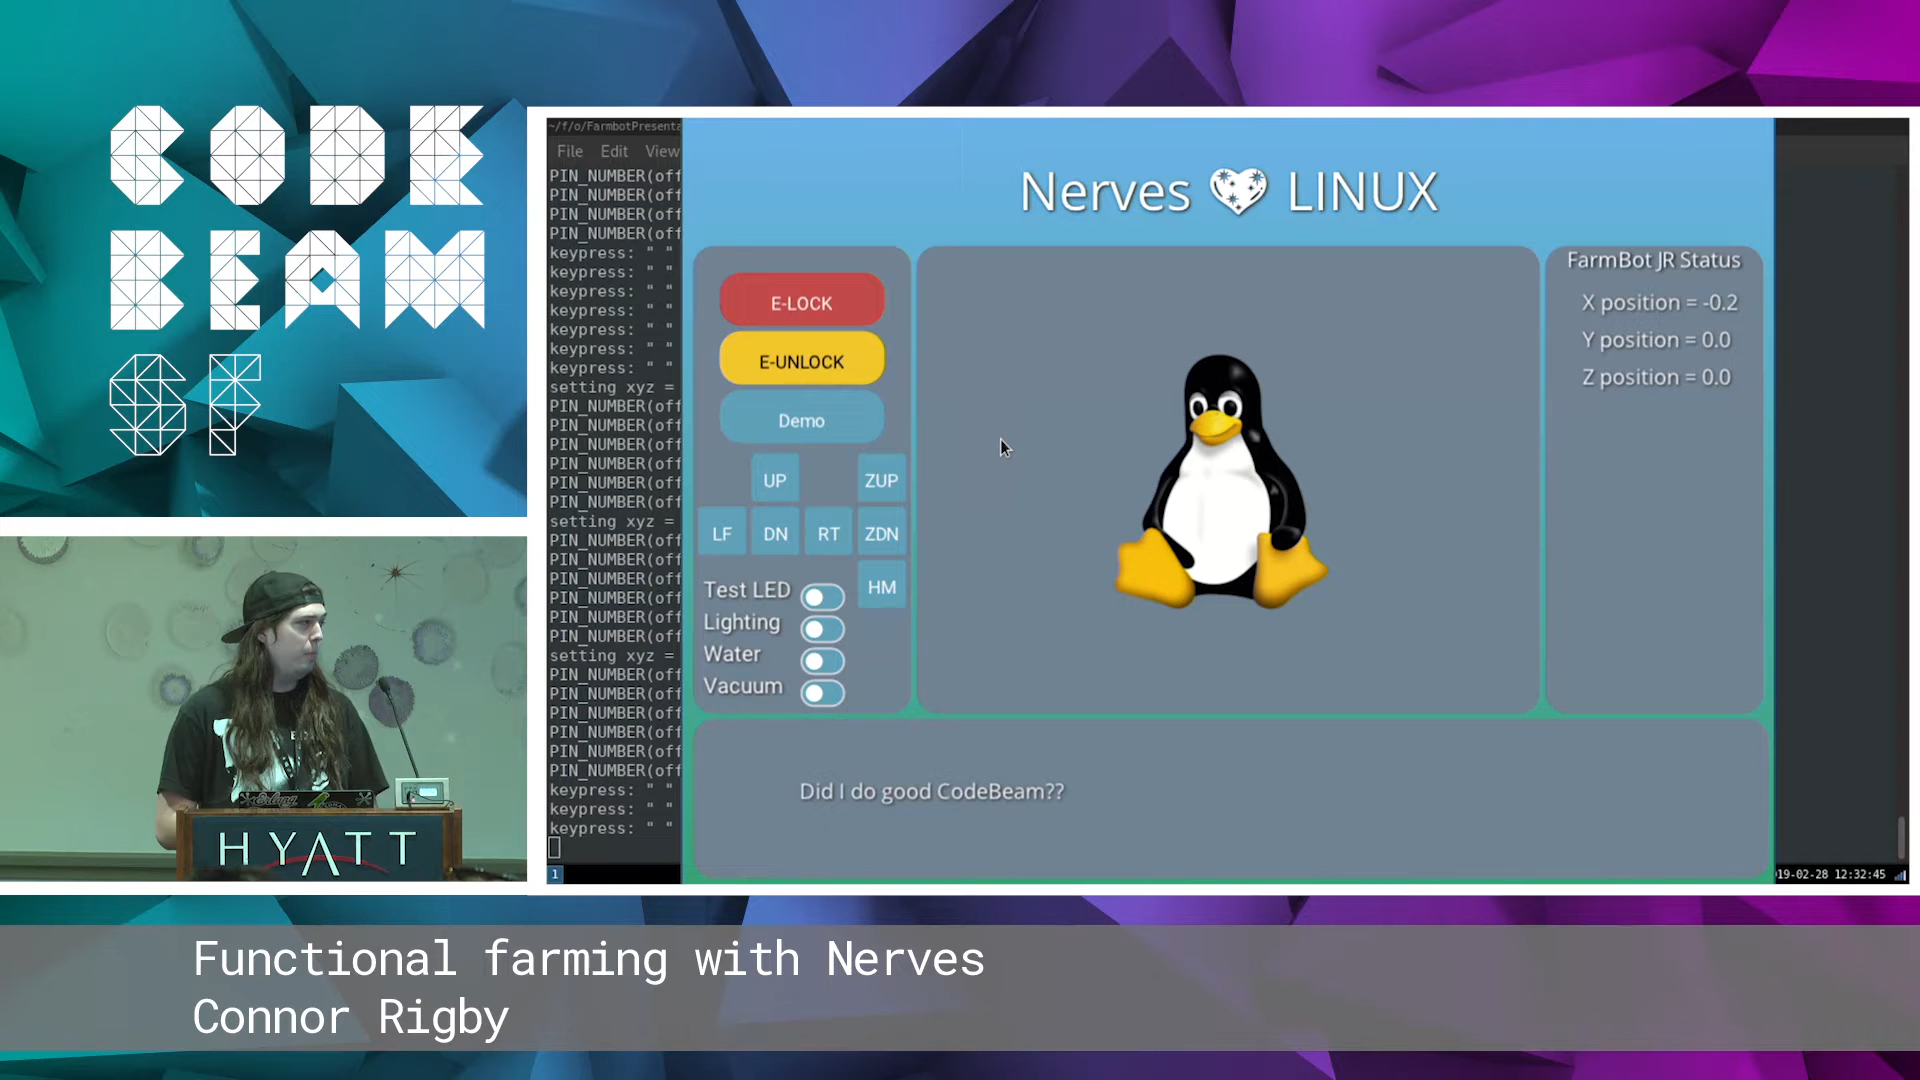 CODE
BEAM
SF
~/f/o/FarmbotPresenta
File Edit View
PIN_NUMBER(off
PIN_NUMBER(off
PIN_NUMBER(off
PIN_NUMBER(off
keypress: " "
keypress: " "
keypress: " "
keypress: " "
keypress: " "
keypress: " "
keypress: " "
setting xyz =
PIN_NUMBER(off
PIN_NUMBER(off
PIN_NUMBER(off
PIN_NUMBER(off
PIN_NUMBER(off
PIN_NUMBER(off
setting xyz =
PIN_NUMBER(off
PIN_NUMBER(off
PIN_NUMBER(off
PIN_NUMBER(off
PIN_NUMBER(off
PIN_NUMBER(off
setting xyz =
PIN_NUMBER(off
PIN_NUMBER(off
PIN_NUMBER(off
PIN_NUMBER(off
PIN_NUMBER(off
PIN_NUMBER(off
keypress: " "
keypress: " "
keypress: " "
1
Nerves LINUX
E-LOCK
E-UNLOCK
Demo
UP ZUP
LF DN RT ZDN
HM
Test LED
Lighting
Water
Vacuum
FarmBot JR Status
X position = -0.2
Y position = 0.0
Z position = 0.0
Did I do good CodeBeam??
19-02-28 12:32:45
Erlang
HYATT
Functional farming with Nerves
Connor Rigby